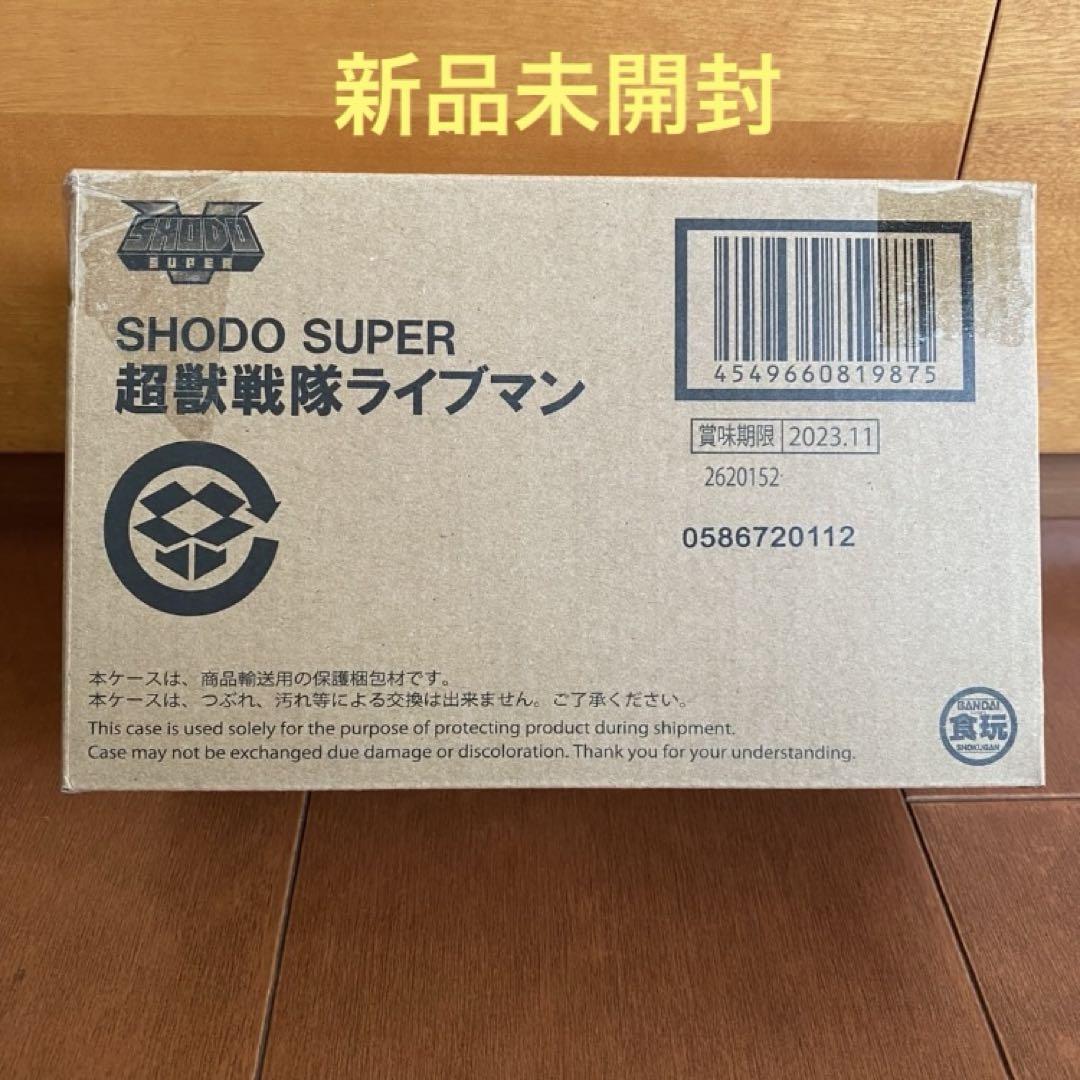 新品未開封
SHODO
SUPER
SHODO SUPER
超獣戦隊ライブマン
4549660819875
賞味期限 2023.11
2620152
0586720112
本ケースは、商品輸送用の保護梱包材です。
本ケースは、つぶれ、汚れ等による交換は出来ません。ご了承ください。
This case is used solely for the purpose of protecting product during shipment.
Case may not be exchanged due damage or discoloration. Thank you for your understanding.
BANDAI
食玩
SHOKUGAN